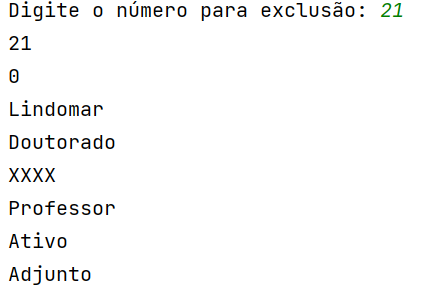 Digite o número para exclusão: 21
21
0
Lindomar
Doutorado
XXXX
Professor
Ativo
Adjunto